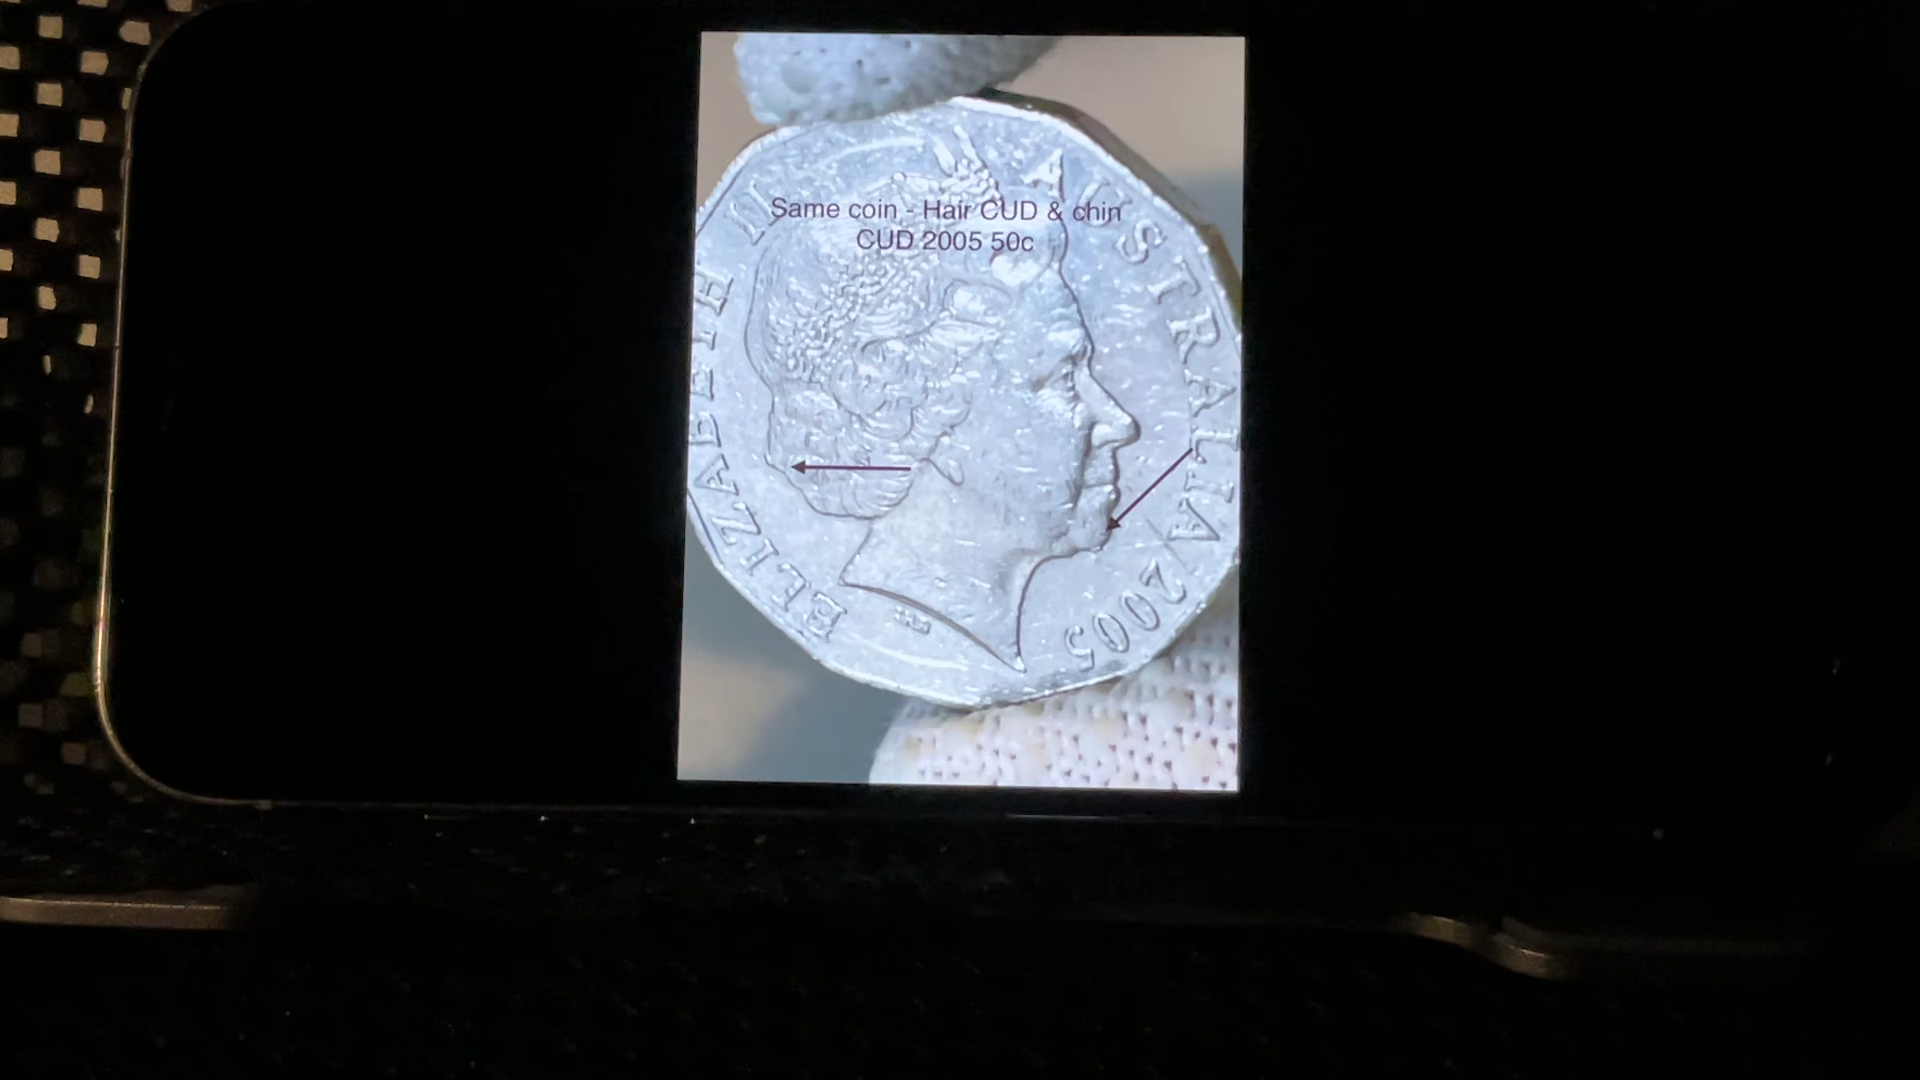 Same coin - Hair CUD & chin
CUD 2005 50c
ELIZABETH II
AUSTRALIA 2005